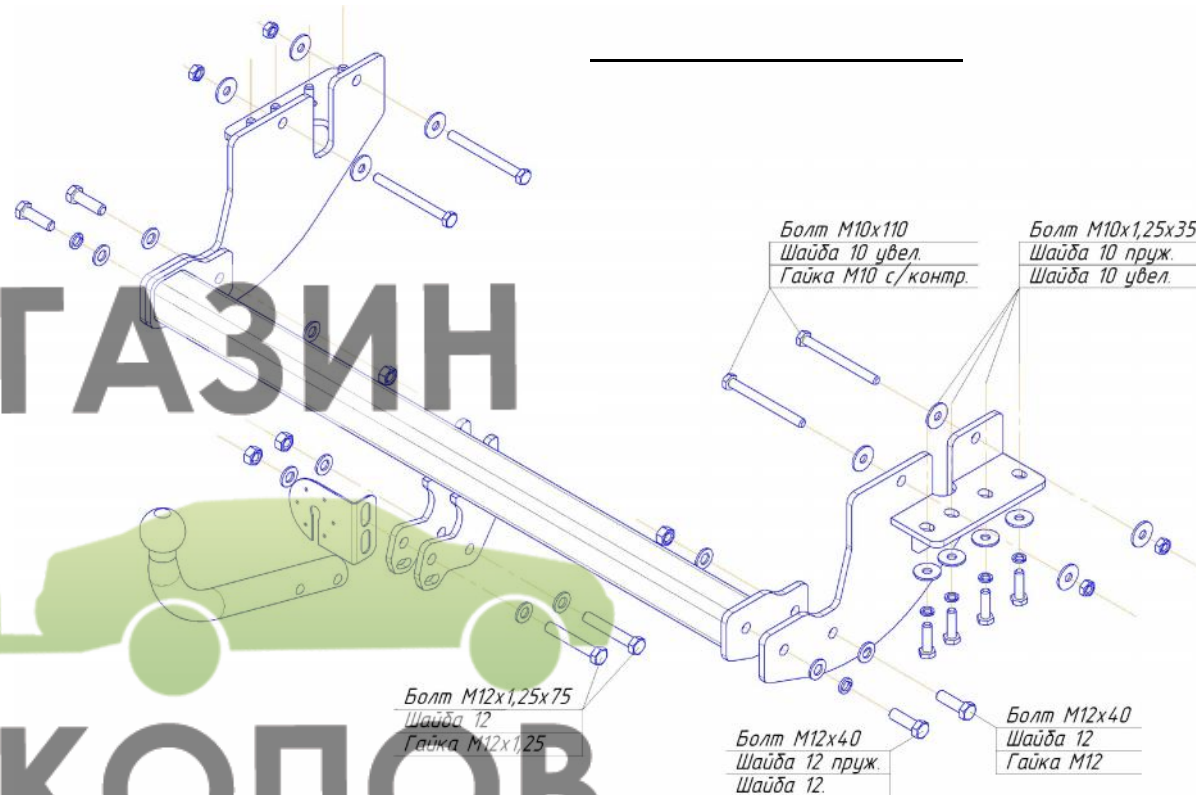 Болт М10х110
Шайба 10 увел.
Гайка М10 с/контр.
Болт М10х1,25х35
Шайба 10 пруж.
Шайба 10 увел.
ГАЗИН
Болт М12х1,25х75
Шайба 12
Гайка М12х1,25
Болт М12х40
Шайба 12 пруж.
Шайба 12.
Болт М12х40
Шайба 12
Гайка М12
КОПОВ